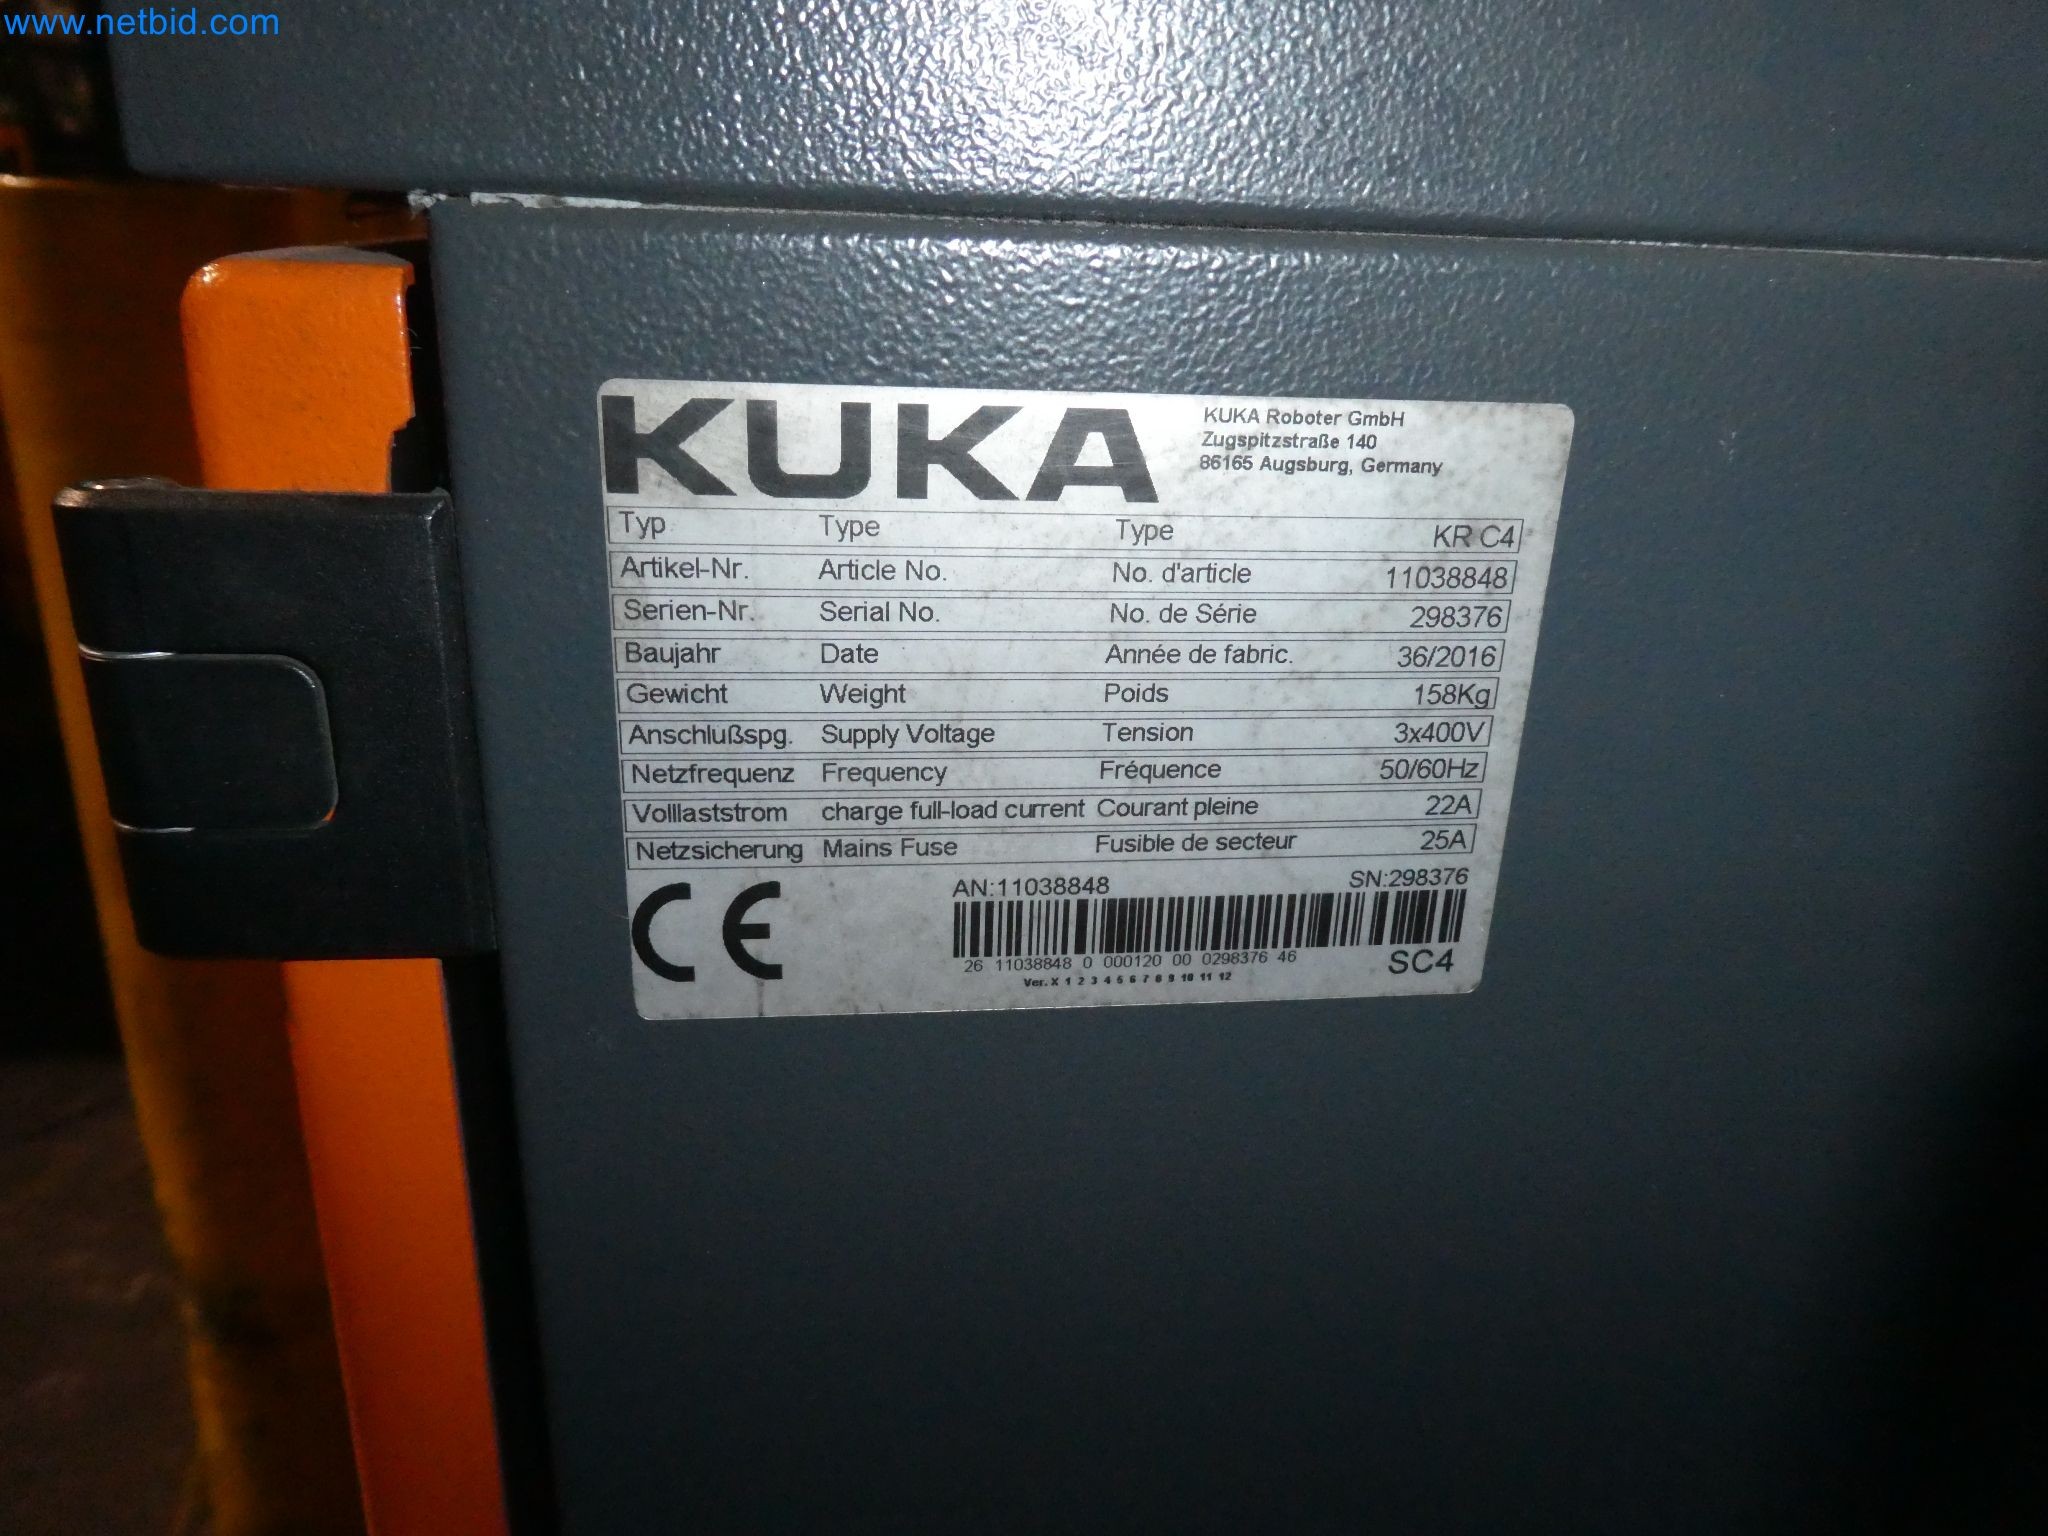 www.netbid.com
KUKA
KUKA Roboter GmbH
Zugspitzstraße 140
86165 Augsburg, Germany
Typ Type Type KR C4
Artikel-Nr. Article No. No. d'article 11038848
Serien-Nr. Serial No. No. de Série 298376
Baujahr Date Année de fabric. 36/2016
Gewicht Weight Poids 158Kg
Anschlußspg. Supply Voltage Tension 3x400V
Netzfrequenz Frequency Fréquence 50/60Hz
Volllaststrom charge full-load current Courant pleine 22A
Netzsicherung Mains Fuse Fusible de secteur 25A
CE
AN:11038848 SN:298376
26 11038848 0 000120 00 0298376 46
SC4
Ver. X 1 2 3 4 5 6 7 8 9 10 11 12